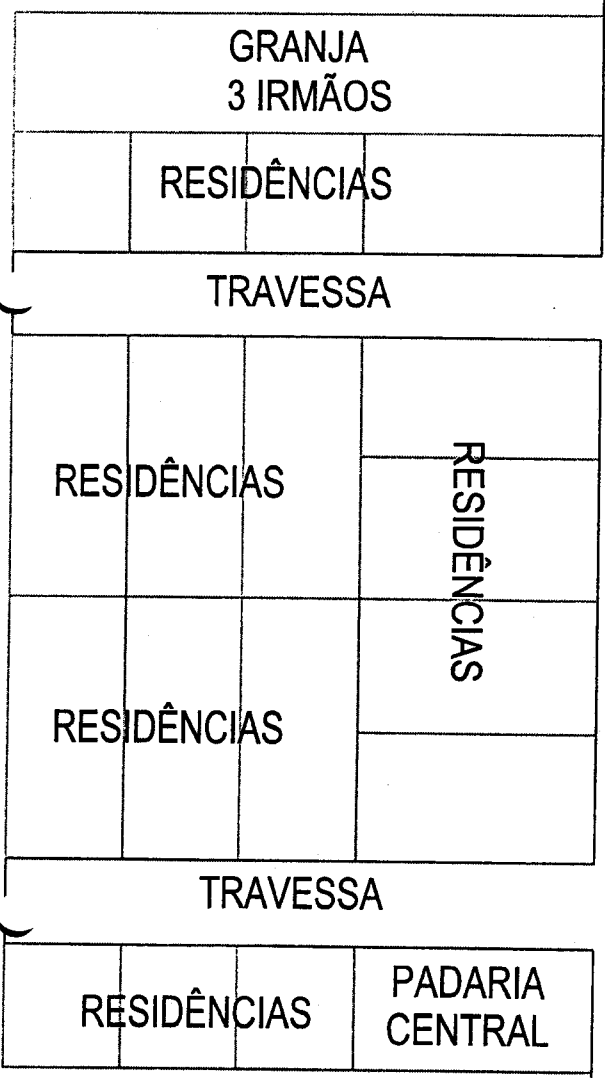 GRANJA
3 IRMÃOS
RESIDÊNCIAS
TRAVESSA
RESIDÊNCIAS
RESIDÊNCIAS
RESIDÊNCIAS
TRAVESSA
RESIDÊNCIAS
PADARIA
CENTRAL